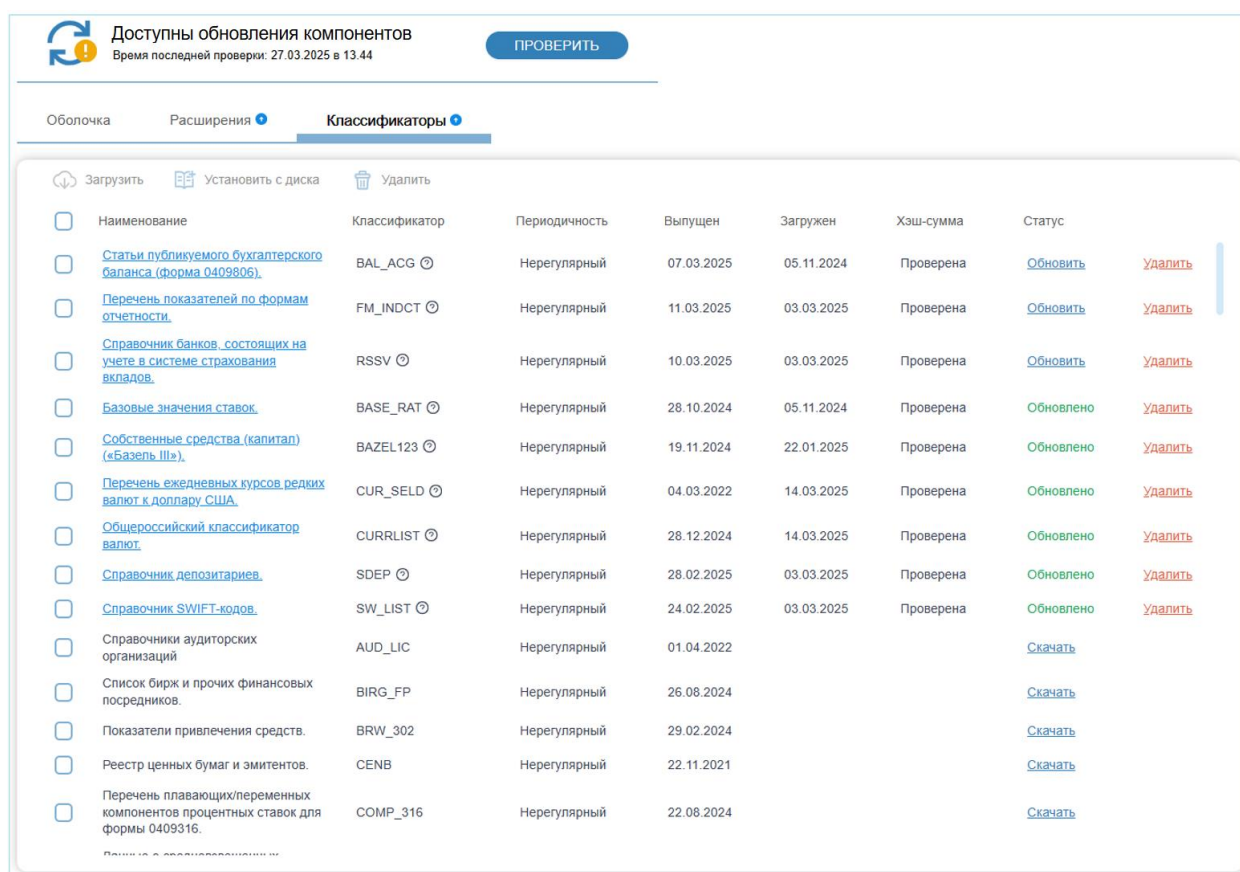 Доступны обновления компонентов
Время последней проверки: 27.03.2025 в 13.44
ПРОВЕРИТЬ
Оболочка Расширения Классификаторы
Загрузить Установить с диска Удалить
Наименование Классификатор Периодичность Выпущен Загружен Хэш-сумма Статус
Статьи публикуемого бухгалтерского
баланса (форма 0409806). BAL_ACG Нерегулярный 07.03.2025 05.11.2024 Проверена Обновить Удалить
Перечень показателей по формам
отчетности. FM_INDCT Нерегулярный 11.03.2025 03.03.2025 Проверена Обновить Удалить
Справочник банков, состоящих на
учете в системе страхования
вкладов. RSSV Нерегулярный 10.03.2025 03.03.2025 Проверена Обновить Удалить
Базовые значения ставок. BASE_RAT Нерегулярный 28.10.2024 05.11.2024 Проверена Обновлено Удалить
Собственные средства (капитал)
(«Базель III»). BAZEL123 Нерегулярный 19.11.2024 22.01.2025 Проверена Обновлено Удалить
Перечень ежедневных курсов редких
валют к доллару США. CUR_SELD Нерегулярный 04.03.2022 14.03.2025 Проверена Обновлено Удалить
Общероссийский классификатор
валют. CURRLIST Нерегулярный 28.12.2024 14.03.2025 Проверена Обновлено Удалить
Справочник депозитариев. SDEP Нерегулярный 28.02.2025 03.03.2025 Проверена Обновлено Удалить
Справочник SWIFT-кодов. SW_LIST Нерегулярный 24.02.2025 03.03.2025 Проверена Обновлено Удалить
Справочники аудиторских
организаций AUD_LIC Нерегулярный 01.04.2022 Скачать
Список бирж и прочих финансовых
посредников. BIRG_FP Нерегулярный 26.08.2024 Скачать
Показатели привлечения средств. BRW_302 Нерегулярный 29.02.2024 Скачать
Реестр ценных бумаг и эмитентов. CENB Нерегулярный 22.11.2021 Скачать
Перечень плавающих/переменных
компонентов процентных ставок для
формы 0409316. COMP_316 Нерегулярный 22.08.2024 Скачать